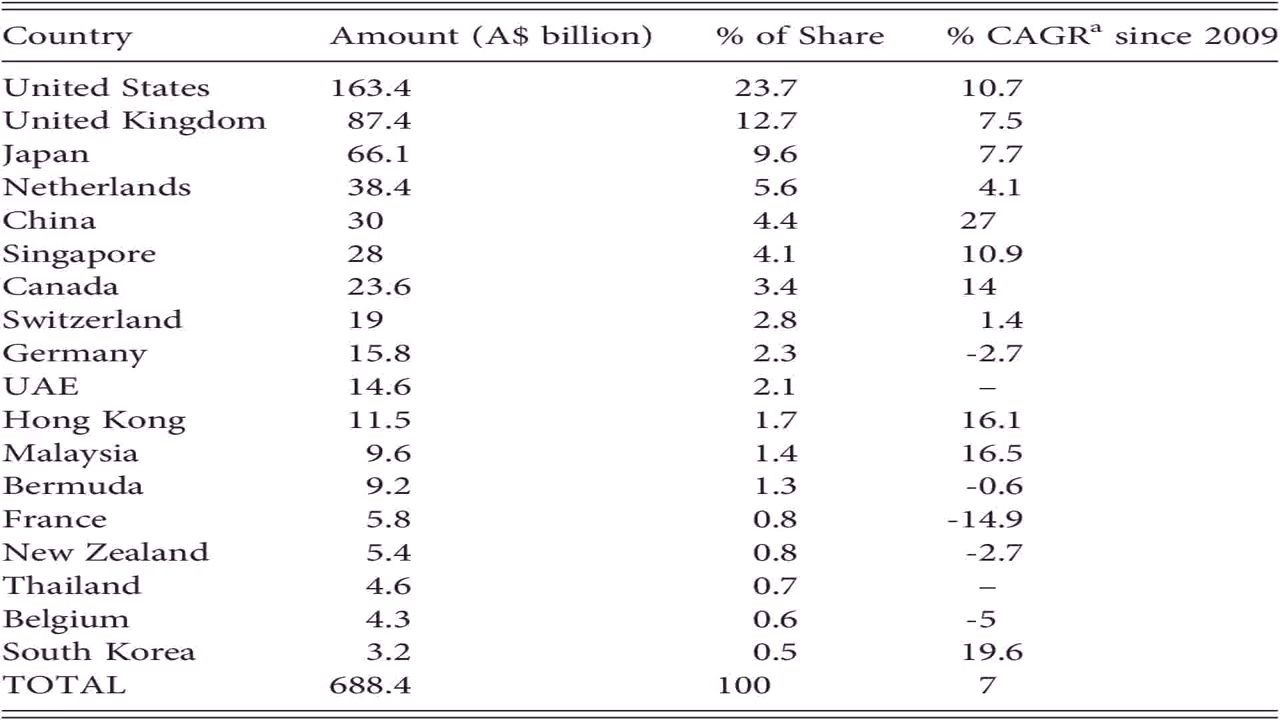 Country Amount (A$ billion) % of Share % CAGRa since 2009
United States 163.4 23.7 10.7
United Kingdom 87.4 12.7 7.5
Japan 66.1 9.6 7.7
Netherlands 38.4 5.6 4.1
China 30 4.4 27
Singapore 28 4.1 10.9
Canada 23.6 3.4 14
Switzerland 19 2.8 1.4
Germany 15.8 2.3 -2.7
UAE 14.6 2.1 –
Hong Kong 11.5 1.7 16.1
Malaysia 9.6 1.4 16.5
Bermuda 9.2 1.3 -0.6
France 5.8 0.8 -14.9
New Zealand 5.4 0.8 -2.7
Thailand 4.6 0.7 –
Belgium 4.3 0.6 -5
South Korea 3.2 0.5 19.6
TOTAL 688.4 100 7